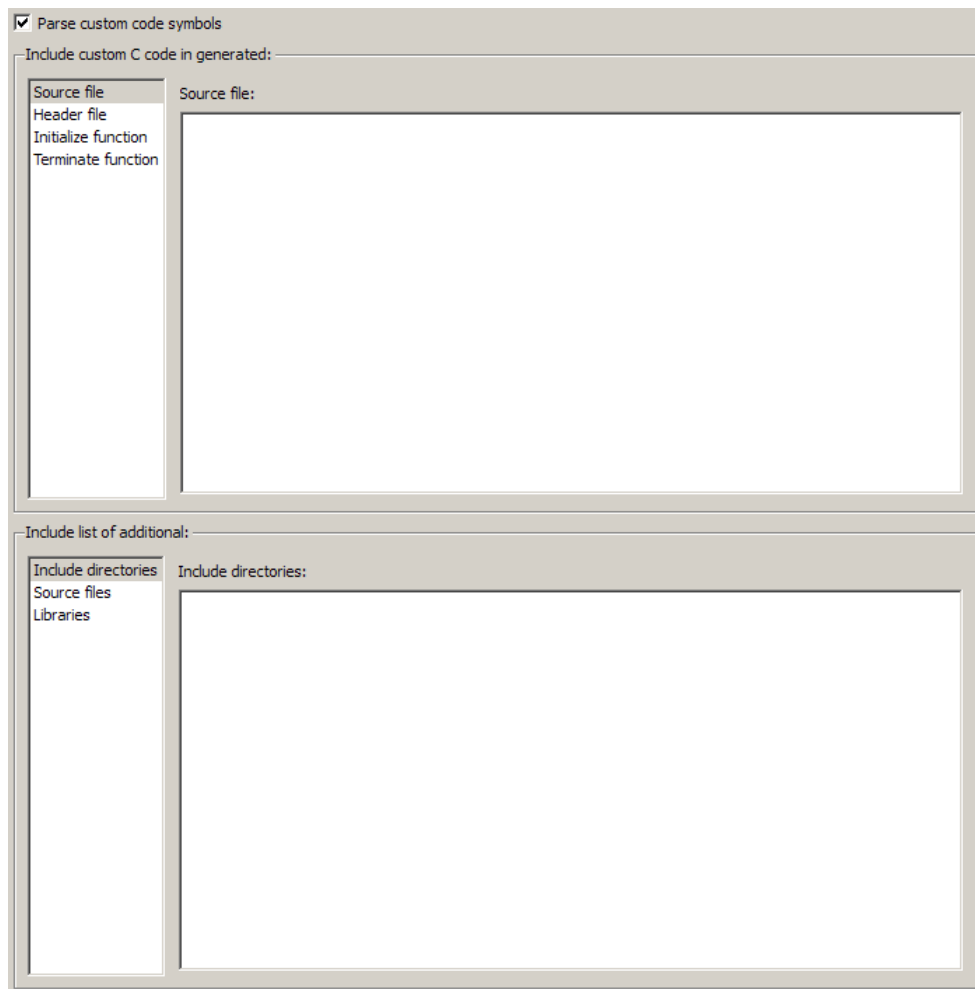 Parse custom code symbols
Include custom C code in generated:
Source file
Header file
Initialize function
Terminate function
Source file:
Include list of additional:
Include directories
Source files
Libraries
Include directories: